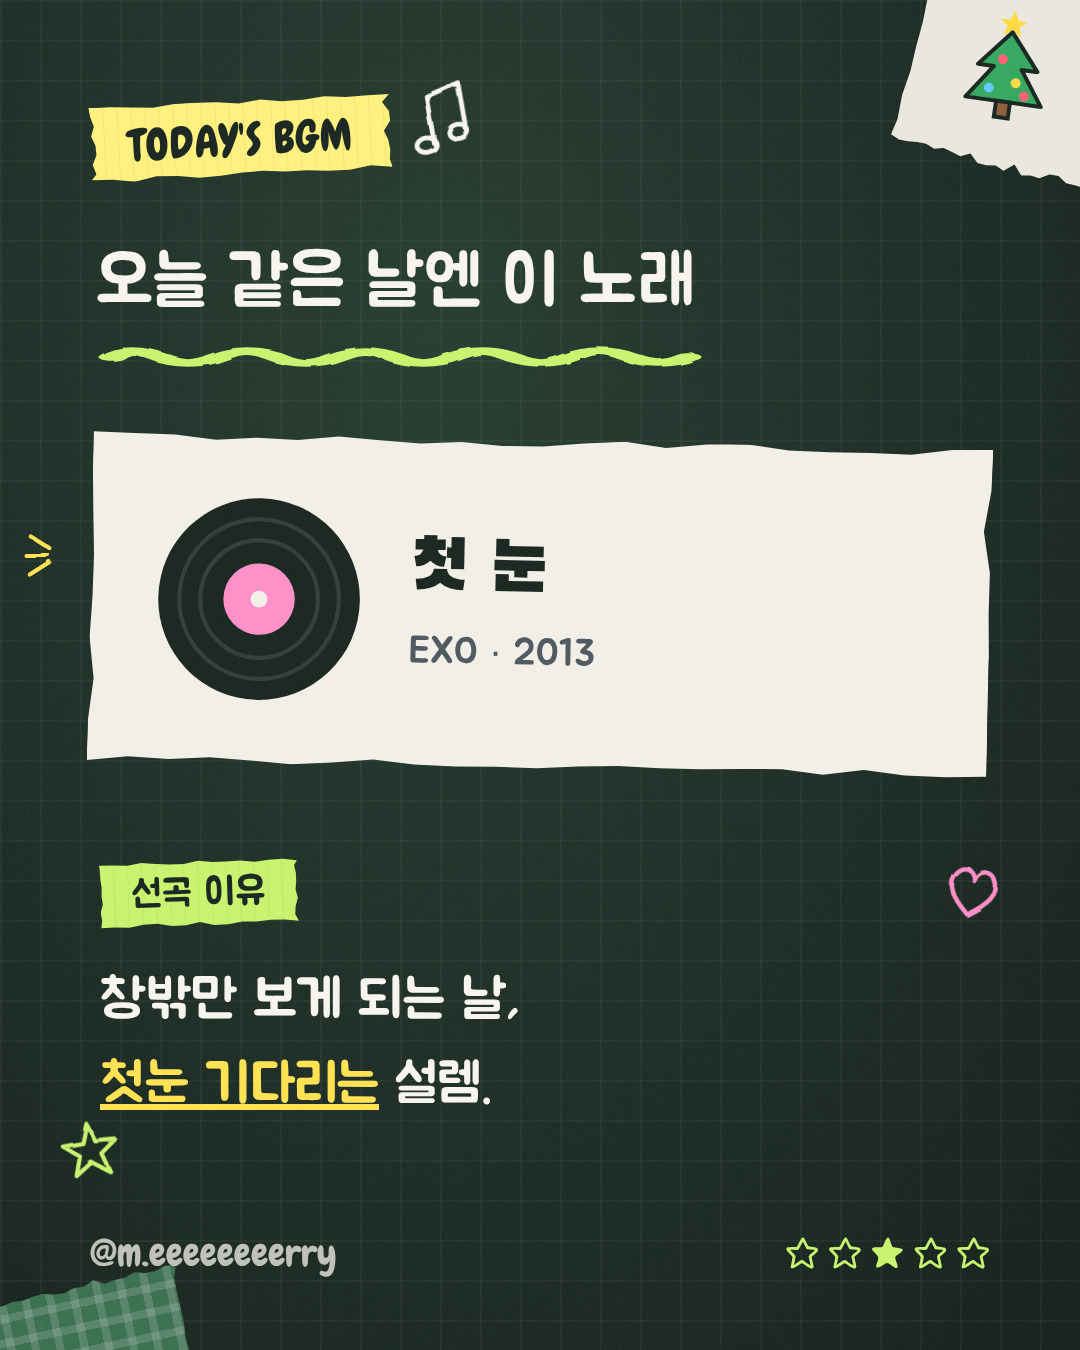 TODAY'S BGM
오늘 같은 날엔 이 노래
첫 눈
EXO · 2013
선곡 이유
창밖만 보게 되는 날,
첫눈 기다리는 설렘.
@m.eeeeeeeerry